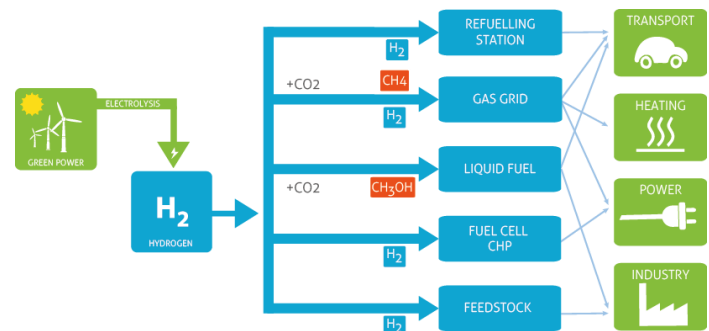 GREEN POWER
ELECTROLYSIS
H2
HYDROGEN
H2
REFUELLING
STATION
+CO2
CH4
H2
GAS GRID
+CO2
CH3OH
LIQUID FUEL
H2
FUEL CELL
CHP
H2
FEEDSTOCK
TRANSPORT
HEATING
POWER
INDUSTRY